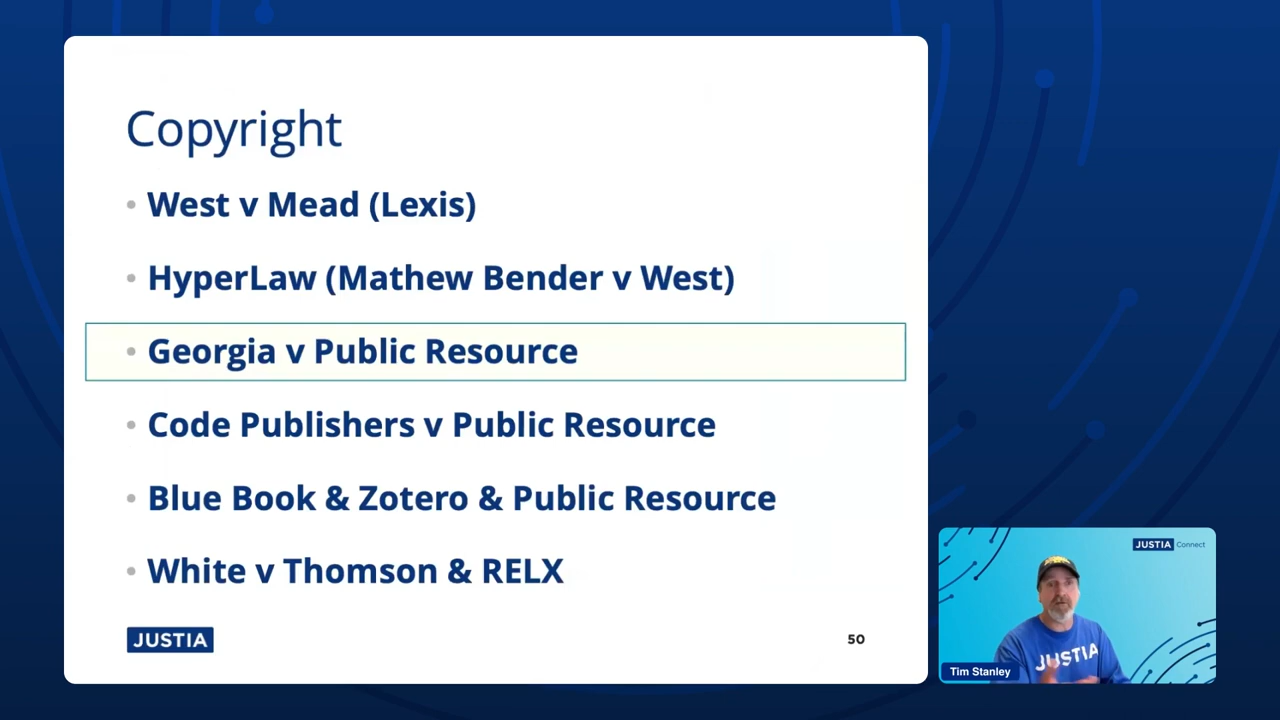 Copyright
• West v Mead (Lexis)
• HyperLaw (Mathew Bender v West)
• Georgia v Public Resource
• Code Publishers v Public Resource
• Blue Book & Zotero & Public Resource
• White v Thomson & RELX
JUSTIA
50
JUSTIA Connect
JUSTIA
Tim Stanley